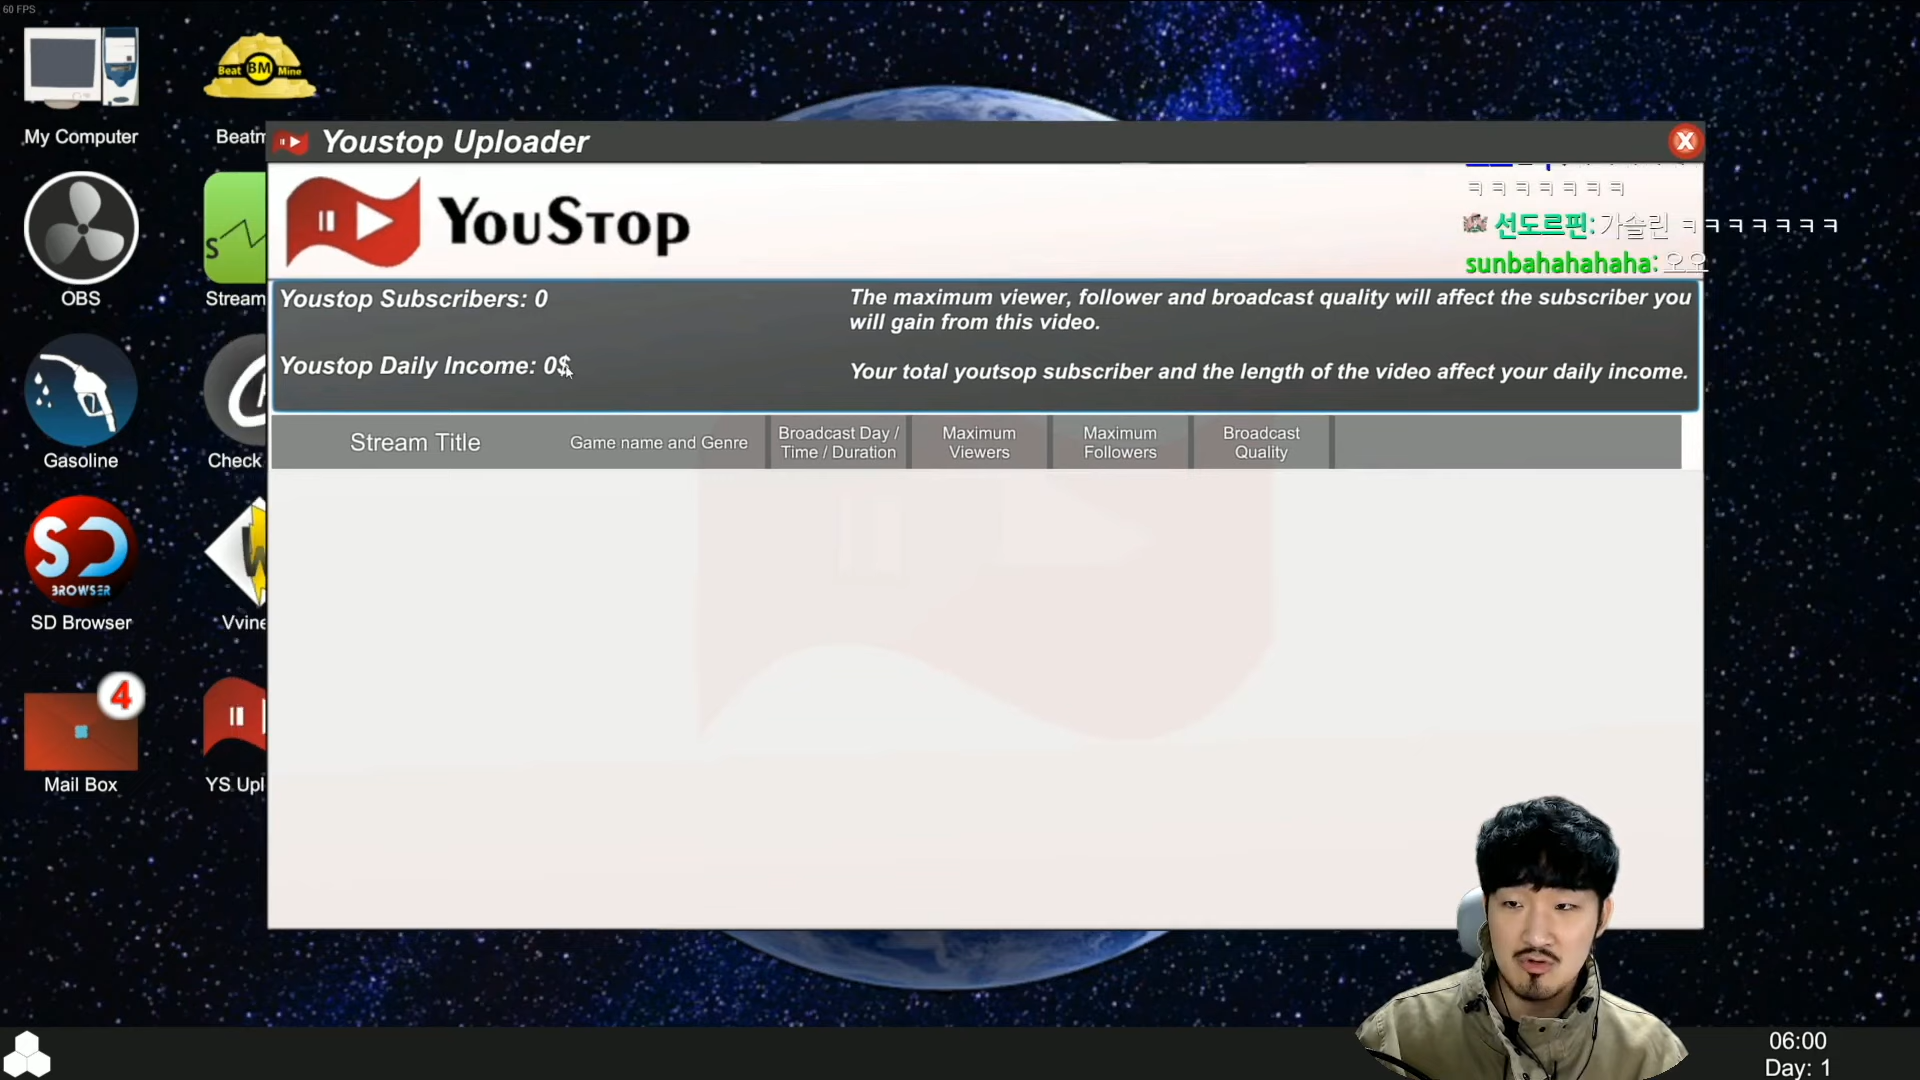 60 FPS
My Computer
Beat BM Mine
Beatm
OBS
S
Stream
Gasoline
Check
SD
BROWSER
SD Browser
Vvine
4
Mail Box
YS Upl
Youstop Uploader
X
YouStop
ㅋㅋㅋㅋㅋㅋㅋ
선도르핀: 가솔린 ㅋㅋㅋㅋㅋㅋㅋ
sunbahahahaha: 오오
Youstop Subscribers: 0
Youstop Daily Income: 0$
The maximum viewer, follower and broadcast quality will affect the subscriber you
will gain from this video.
Your total youtsop subscriber and the length of the video affect your daily income.
Stream Title
Game name and Genre
Broadcast Day /
Time / Duration
Maximum
Viewers
Maximum
Followers
Broadcast
Quality
06:00
Day: 1